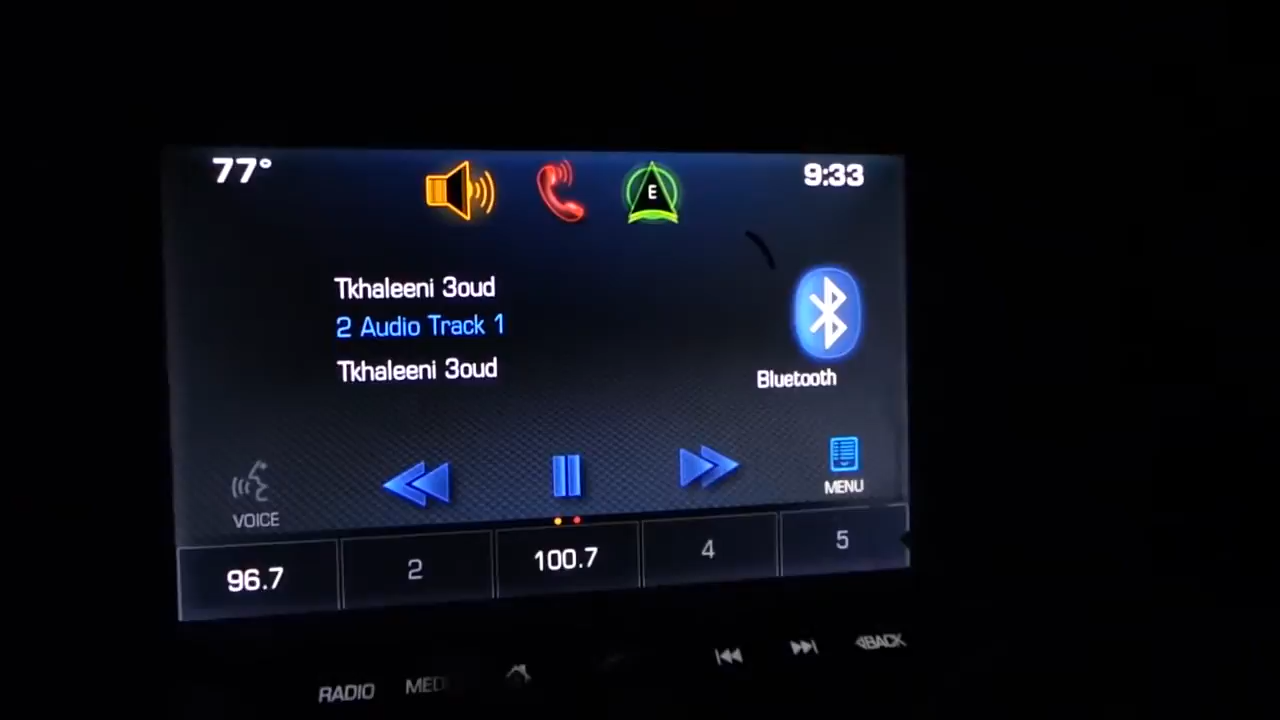 77°
E
9:33
Tkhaleeni 3oud
2 Audio Track 1
Tkhaleeni 3oud
Bluetooth
VOICE
MENU
96.7
2
100.7
4
5
RADIO
BACK